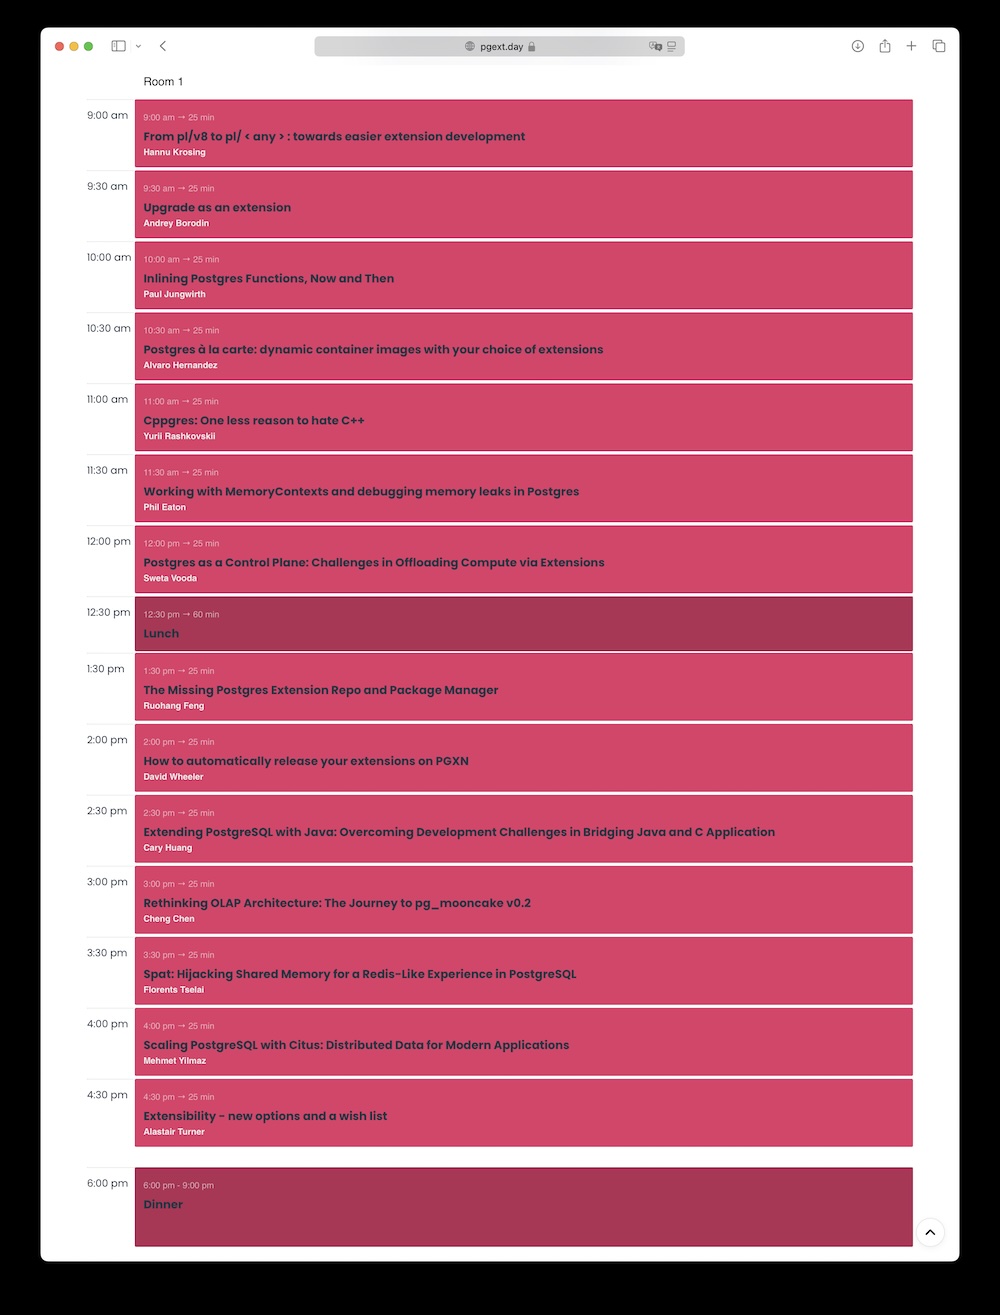 pgext.day
Room 1
9:00 am
9:00 am → 25 min
From pl/v8 to pl/ < any > : towards easier extension development
Hannu Krosing
9:30 am
9:30 am → 25 min
Upgrade as an extension
Andrey Borodin
10:00 am
10:00 am → 25 min
Inlining Postgres Functions, Now and Then
Paul Jungwirth
10:30 am
10:30 am → 25 min
Postgres à la carte: dynamic container images with your choice of extensions
Alvaro Hernandez
11:00 am
11:00 am → 25 min
Cppgres: One less reason to hate C++
Yurii Rashkovskii
11:30 am
11:30 am → 25 min
Working with MemoryContexts and debugging memory leaks in Postgres
Phil Eaton
12:00 pm
12:00 pm → 25 min
Postgres as a Control Plane: Challenges in Offloading Compute via Extensions
Sweta Vooda
12:30 pm
12:30 pm → 60 min
Lunch
1:30 pm
1:30 pm → 25 min
The Missing Postgres Extension Repo and Package Manager
Ruohang Feng
2:00 pm
2:00 pm → 25 min
How to automatically release your extensions on PGXN
David Wheeler
2:30 pm
2:30 pm → 25 min
Extending PostgreSQL with Java: Overcoming Development Challenges in Bridging Java and C Application
Cary Huang
3:00 pm
3:00 pm → 25 min
Rethinking OLAP Architecture: The Journey to pg_mooncake v0.2
Cheng Chen
3:30 pm
3:30 pm → 25 min
Spat: Hijacking Shared Memory for a Redis-Like Experience in PostgreSQL
Florents Tselai
4:00 pm
4:00 pm → 25 min
Scaling PostgreSQL with Citus: Distributed Data for Modern Applications
Mehmet Yilmaz
4:30 pm
4:30 pm → 25 min
Extensibility - new options and a wish list
Alastair Turner
6:00 pm
6:00 pm - 9:00 pm
Dinner